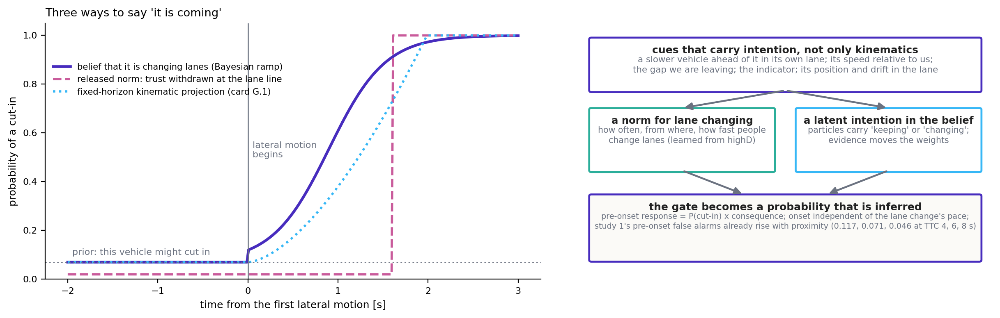 Three ways to say 'it is coming'
probability of a cut-in
1.0
0.8
0.6
0.4
0.2
0.0
belief that it is changing lanes (Bayesian ramp)
released norm: trust withdrawn at the lane line
fixed-horizon kinematic projection (card G.1)
lateral motion
begins
prior: this vehicle might cut in
−2
−1
0
1
2
3
time from the first lateral motion [s]
cues that carry intention, not only kinematics
a slower vehicle ahead of it in its own lane; its speed relative to us;
the gap we are leaving; the indicator; its position and drift in the lane
a norm for lane changing
how often, from where, how fast people
change lanes (learned from highD)
a latent intention in the belief
particles carry 'keeping' or 'changing';
evidence moves the weights
the gate becomes a probability that is inferred
pre-onset response = P(cut-in) x consequence; onset independent of the lane change's pace;
study 1's pre-onset false alarms already rise with proximity (0.117, 0.071, 0.046 at TTC 4, 6, 8 s)